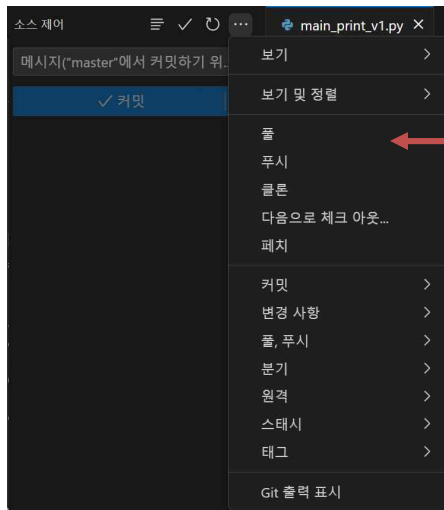 소스 제어
main_print_v1.py
메시지("master"에서 커밋하기 위...
커밋
보기
보기 및 정렬
풀
푸시
클론
다음으로 체크 아웃...
페치
커밋
변경 사항
풀, 푸시
분기
원격
스태시
태그
Git 출력 표시